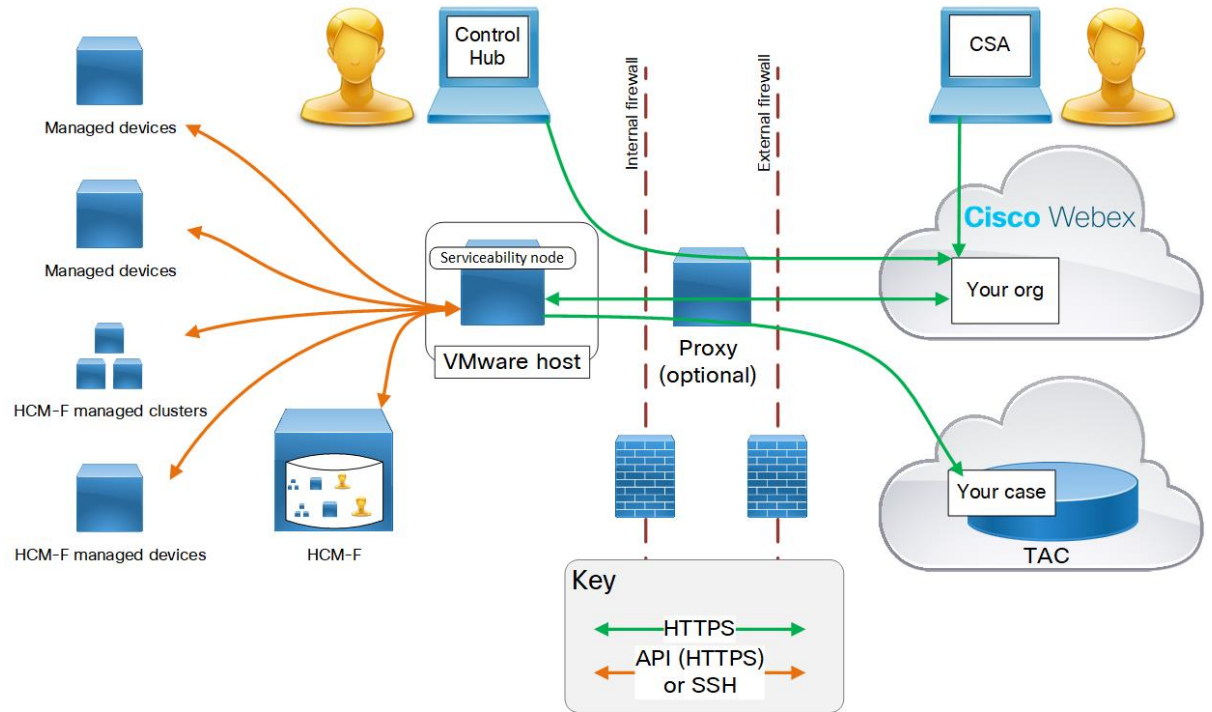 Control
Hub
CSA
Internal firewall
External firewall
Managed devices
Managed devices
HCM-F managed clusters
HCM-F managed devices
HCM-F
Serviceability node
VMware host
Proxy
(optional)
Cisco Webex
Your org
Your case
TAC
Key
HTTPS
API (HTTPS)
or SSH